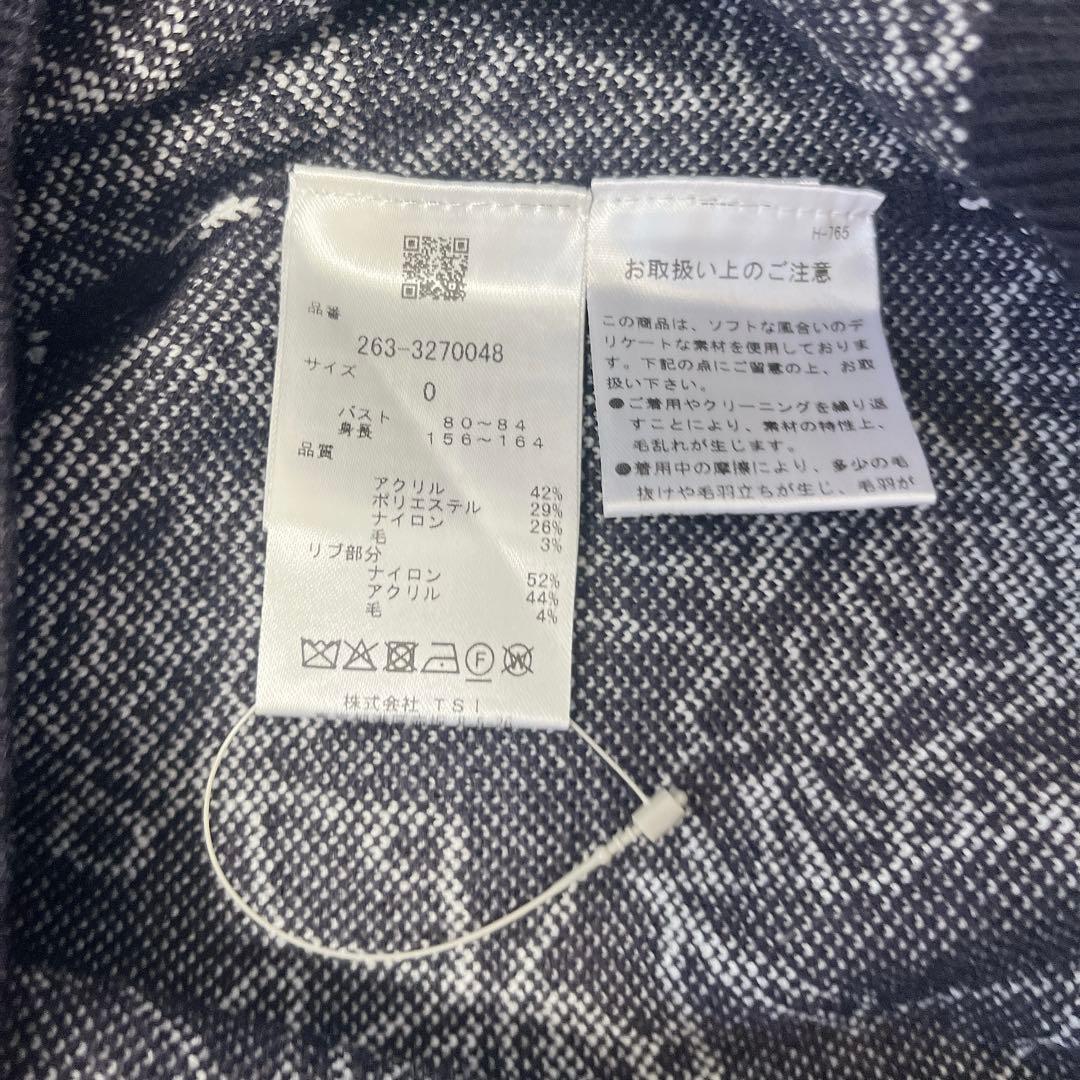 品番
263-3270048
サイズ
0
バスト 80～84
身長 156～164
品質
アクリル 42%
ポリエステル 29%
ナイロン 26%
毛 3%
リブ部分
ナイロン 52%
アクリル 44%
毛 4%
F
W
株式会社 TSI
H-765
お取扱い上のご注意
この商品は、ソフトな風合いのデ
リケートな素材を使用しておりま
す。下記の点にご留意の上、お取
扱い下さい。
●ご着用やクリーニングを繰り返
すことにより、素材の特性上、
毛乱れが生じます。
●着用中の摩擦により、多少の毛
抜けや毛羽立ちが生じ、毛羽が